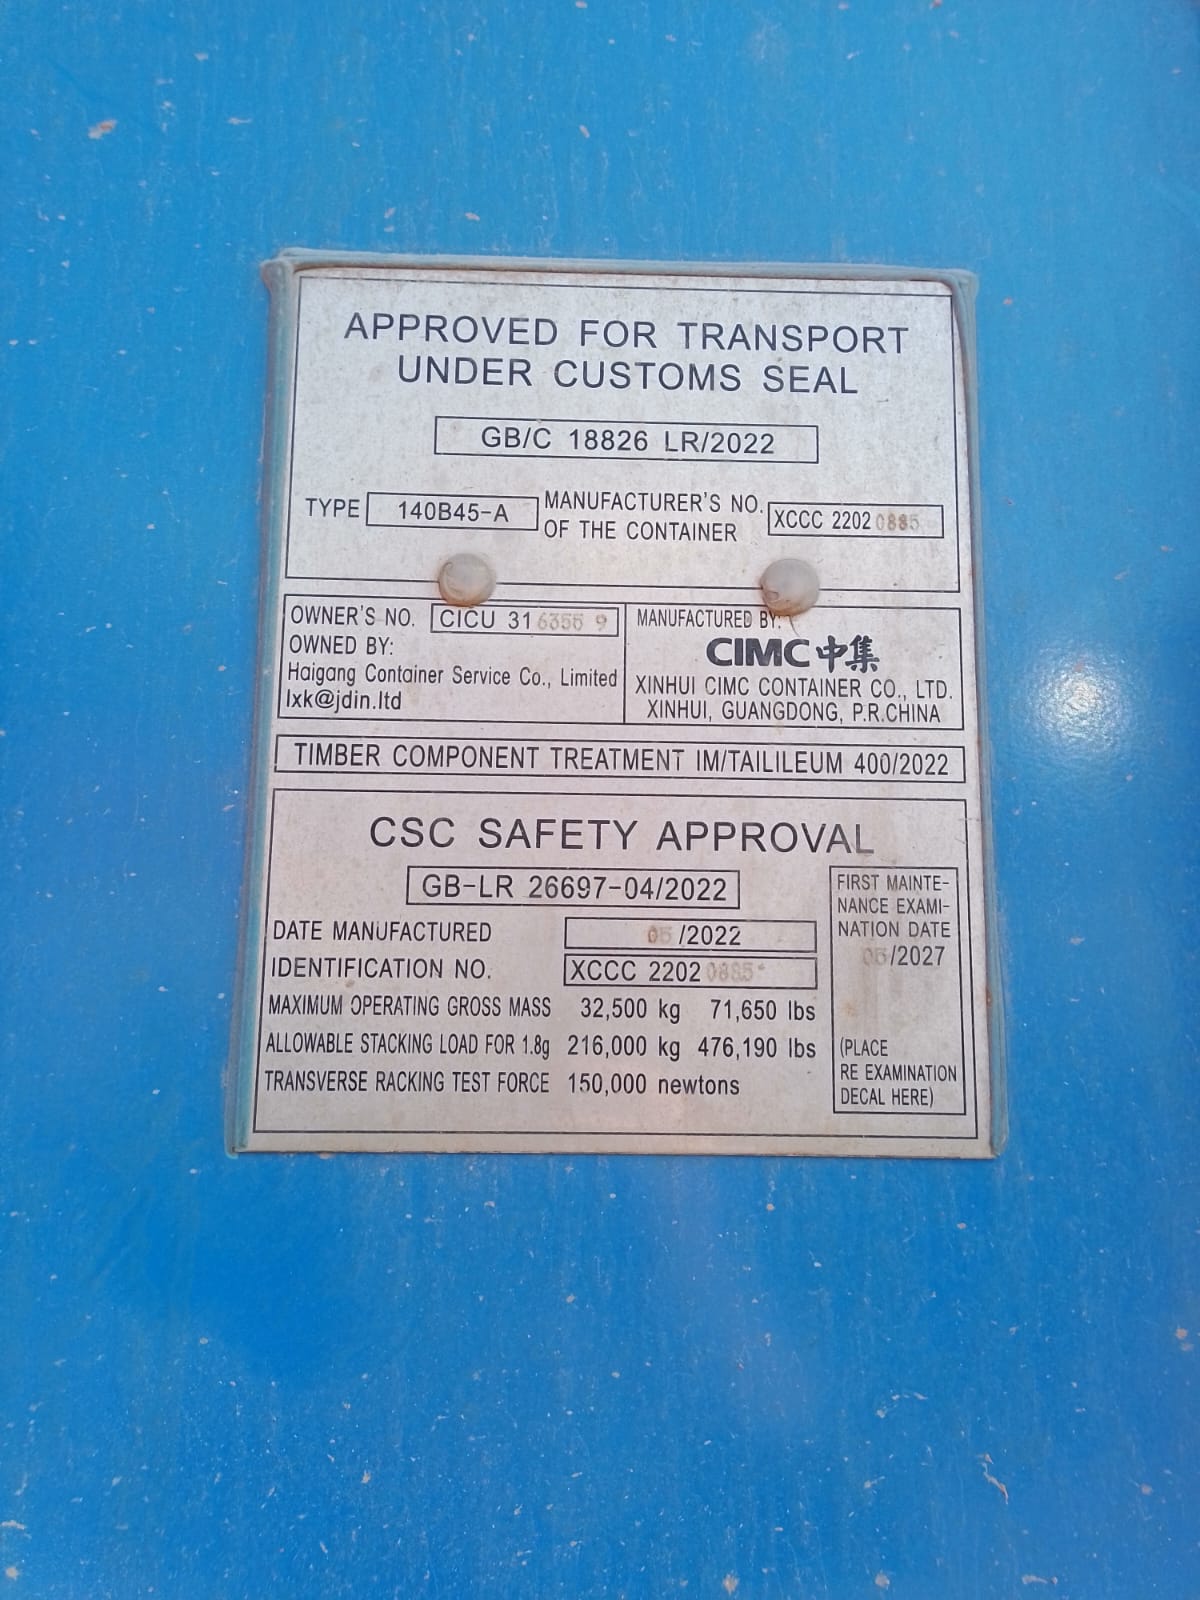 APPROVED FOR TRANSPORT
UNDER CUSTOMS SEAL
GB/C 18826 LR/2022
TYPE 140B45-A
MANUFACTURER'S NO.
OF THE CONTAINER
XCCC 2202 0885
OWNER'S NO. CICU 31 6355 9
OWNED BY:
Haigang Container Service Co., Limited
lxk@jdin.ltd
MANUFACTURED BY:
CIMC中集
XINHUI CIMC CONTAINER CO., LTD.
XINHUI, GUANGDONG, P.R.CHINA
TIMBER COMPONENT TREATMENT IM/TAILILEUM 400/2022
CSC SAFETY APPROVAL
GB-LR 26697-04/2022
DATE MANUFACTURED 05 /2022
IDENTIFICATION NO. XCCC 2202 0885
MAXIMUM OPERATING GROSS MASS 32,500 kg 71,650 lbs
ALLOWABLE STACKING LOAD FOR 1.8g 216,000 kg 476,190 lbs
TRANSVERSE RACKING TEST FORCE 150,000 newtons
FIRST MAINTE-
NANCE EXAMI-
NATION DATE
05/2027
(PLACE
RE EXAMINATION
DECAL HERE)